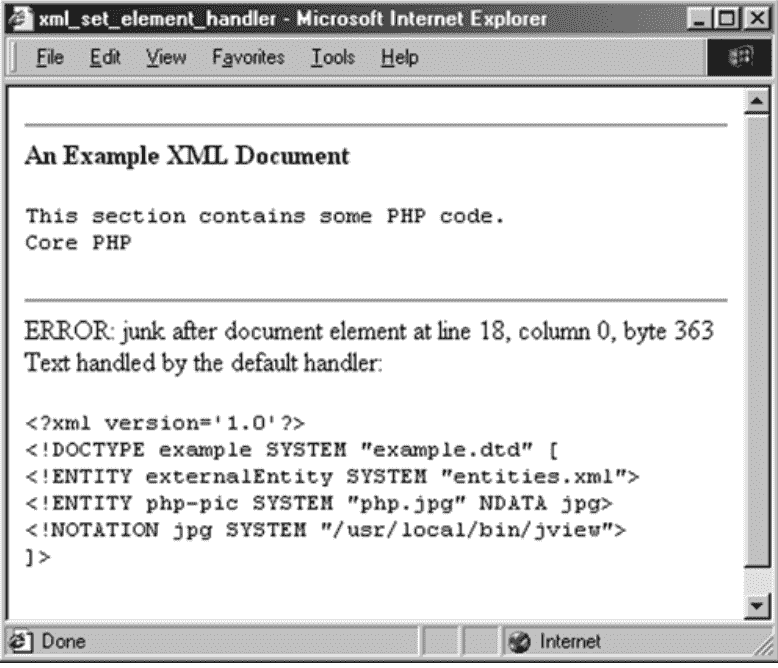 xml_set_element_handler - Microsoft Internet Explorer
File Edit View Favorites Tools Help
An Example XML Document
This section contains some PHP code.
Core PHP
ERROR: junk after document element at line 18, column 0, byte 363
Text handled by the default handler:
<?xml version='1.0'?>
<!DOCTYPE example SYSTEM "example.dtd" [
<!ENTITY externalEntity SYSTEM "entities.xml">
<!ENTITY php-pic SYSTEM "php.jpg" NDATA jpg>
<!NOTATION jpg SYSTEM "/usr/local/bin/jview">
]>
Done Internet